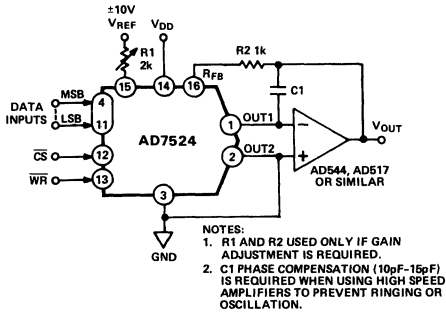 ±10V
VREF
VDD
R1
2k
R2 1k
RFB
C1
15
14
16
MSB
4
DATA
INPUTS
LSB
11
AD7524
1
OUT1
−
2
OUT2
+
VOUT
CS
12
WR
13
3
AD544, AD517
OR SIMILAR
GND
NOTES:
1. R1 AND R2 USED ONLY IF GAIN
ADJUSTMENT IS REQUIRED.
2. C1 PHASE COMPENSATION (10pF–15pF)
IS REQUIRED WHEN USING HIGH SPEED
AMPLIFIERS TO PREVENT RINGING OR
OSCILLATION.